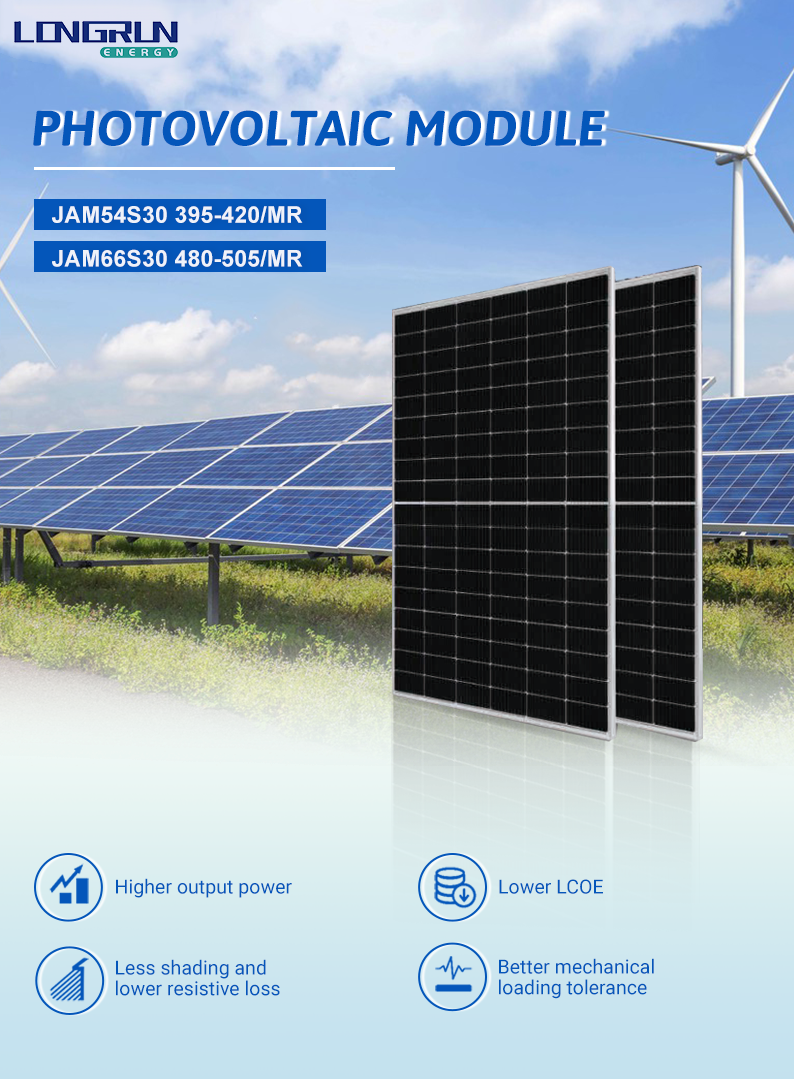 LONGRUN
ENERGY
PHOTOVOLTAIC MODULE
JAM54S30 395-420/MR
JAM66S30 480-505/MR
Higher output power
Lower LCOE
Less shading and
lower resistive loss
Better mechanical
loading tolerance